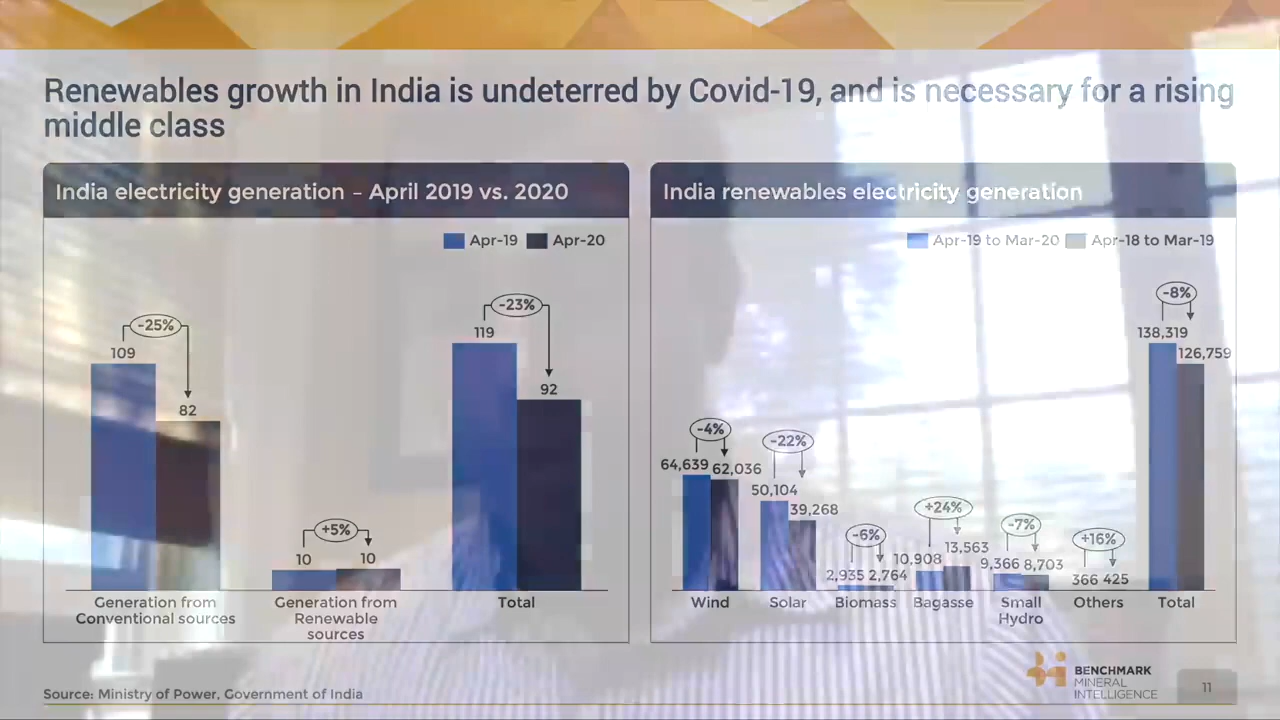 Renewables growth in India is undeterred by Covid-19, and is necessary for a rising
middle class
India electricity generation – April 2019 vs. 2020
Apr-19 Apr-20
-25%
109
82
+5%
10 10
-23%
119
92
Generation from
Conventional sources
Generation from
Renewable
sources
Total
India renewables electricity generation
Apr-19 to Mar-20 Apr-18 to Mar-19
-4%
64,639 62,036
-22%
50,104
39,268
-6%
2,935 2,764
+24%
10,908 13,563
-7%
9,366 8,703
+16%
366 425
-8%
138,319
126,759
Wind
Solar
Biomass
Bagasse
Small
Hydro
Others
Total
Source: Ministry of Power, Government of India
BENCHMARK
MINERAL
INTELLIGENCE
11